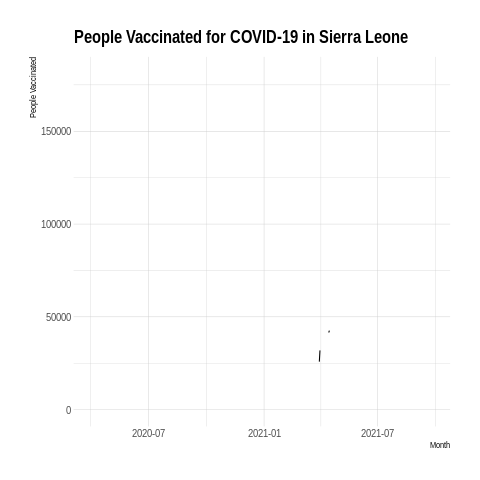 People Vaccinated for COVID-19 in Sierra Leone
People Vaccinated
150000
100000
50000
0
2020-07 2021-01 2021-07
Month